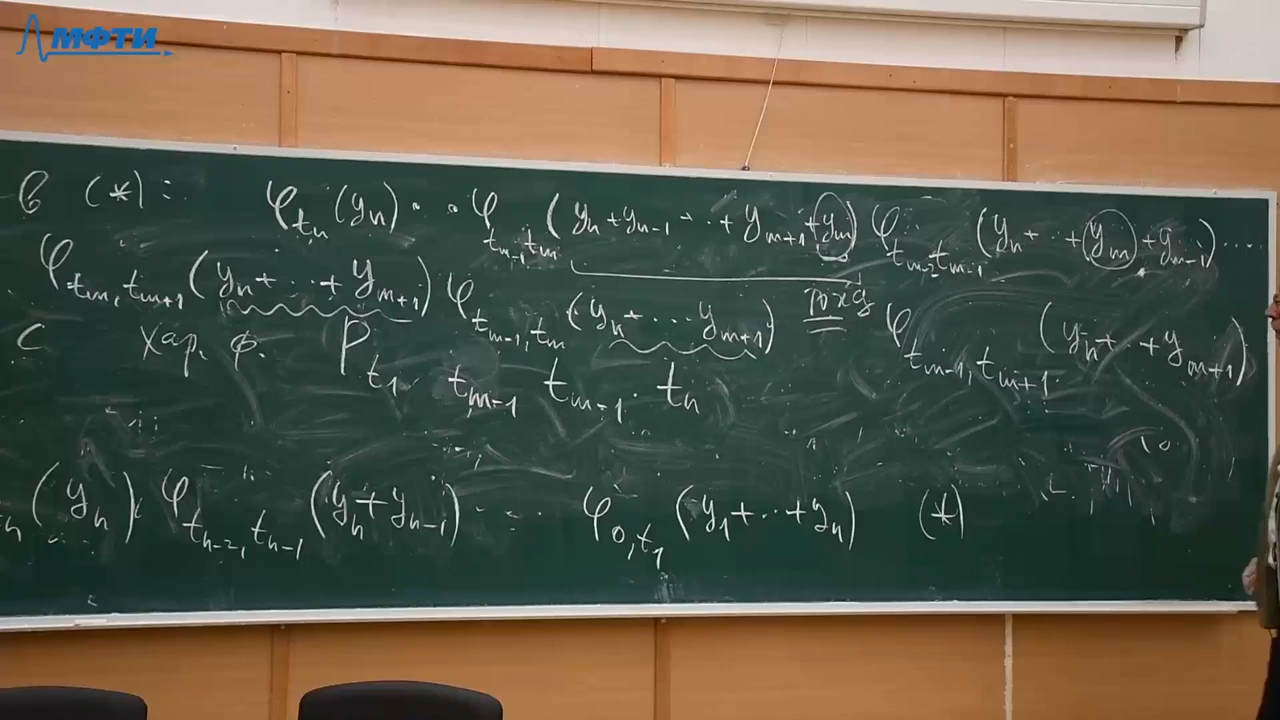 МФТИ
в (*) : φ_{t_n} (y_n) · · φ_{t_{m-1} t_m} (y_n + y_{n-1} · · + y_{m+1} + y_m) φ_{t_{m-2} t_{m-1}} (y_n + · · + y_m + y_{m-1}) ....
φ_{t_m, t_{m+1}} (y_n + · · + y_{m+1}) φ_{t_{m-1}, t_m} (y_n + ... y_{m+1}) тожд φ_{t_{m-1}, t_{m+1}} (y_n + · + y_{m+1})
с хар. ф. P_{t_1 · t_{m-1} t_{m-1} · t_n}
n (y_n) · φ_{t_{n-2}, t_{n-1}} (y_n + y_{n-1}) ···· φ_{0, t_1} (y_1 + ·· + y_n) (*)